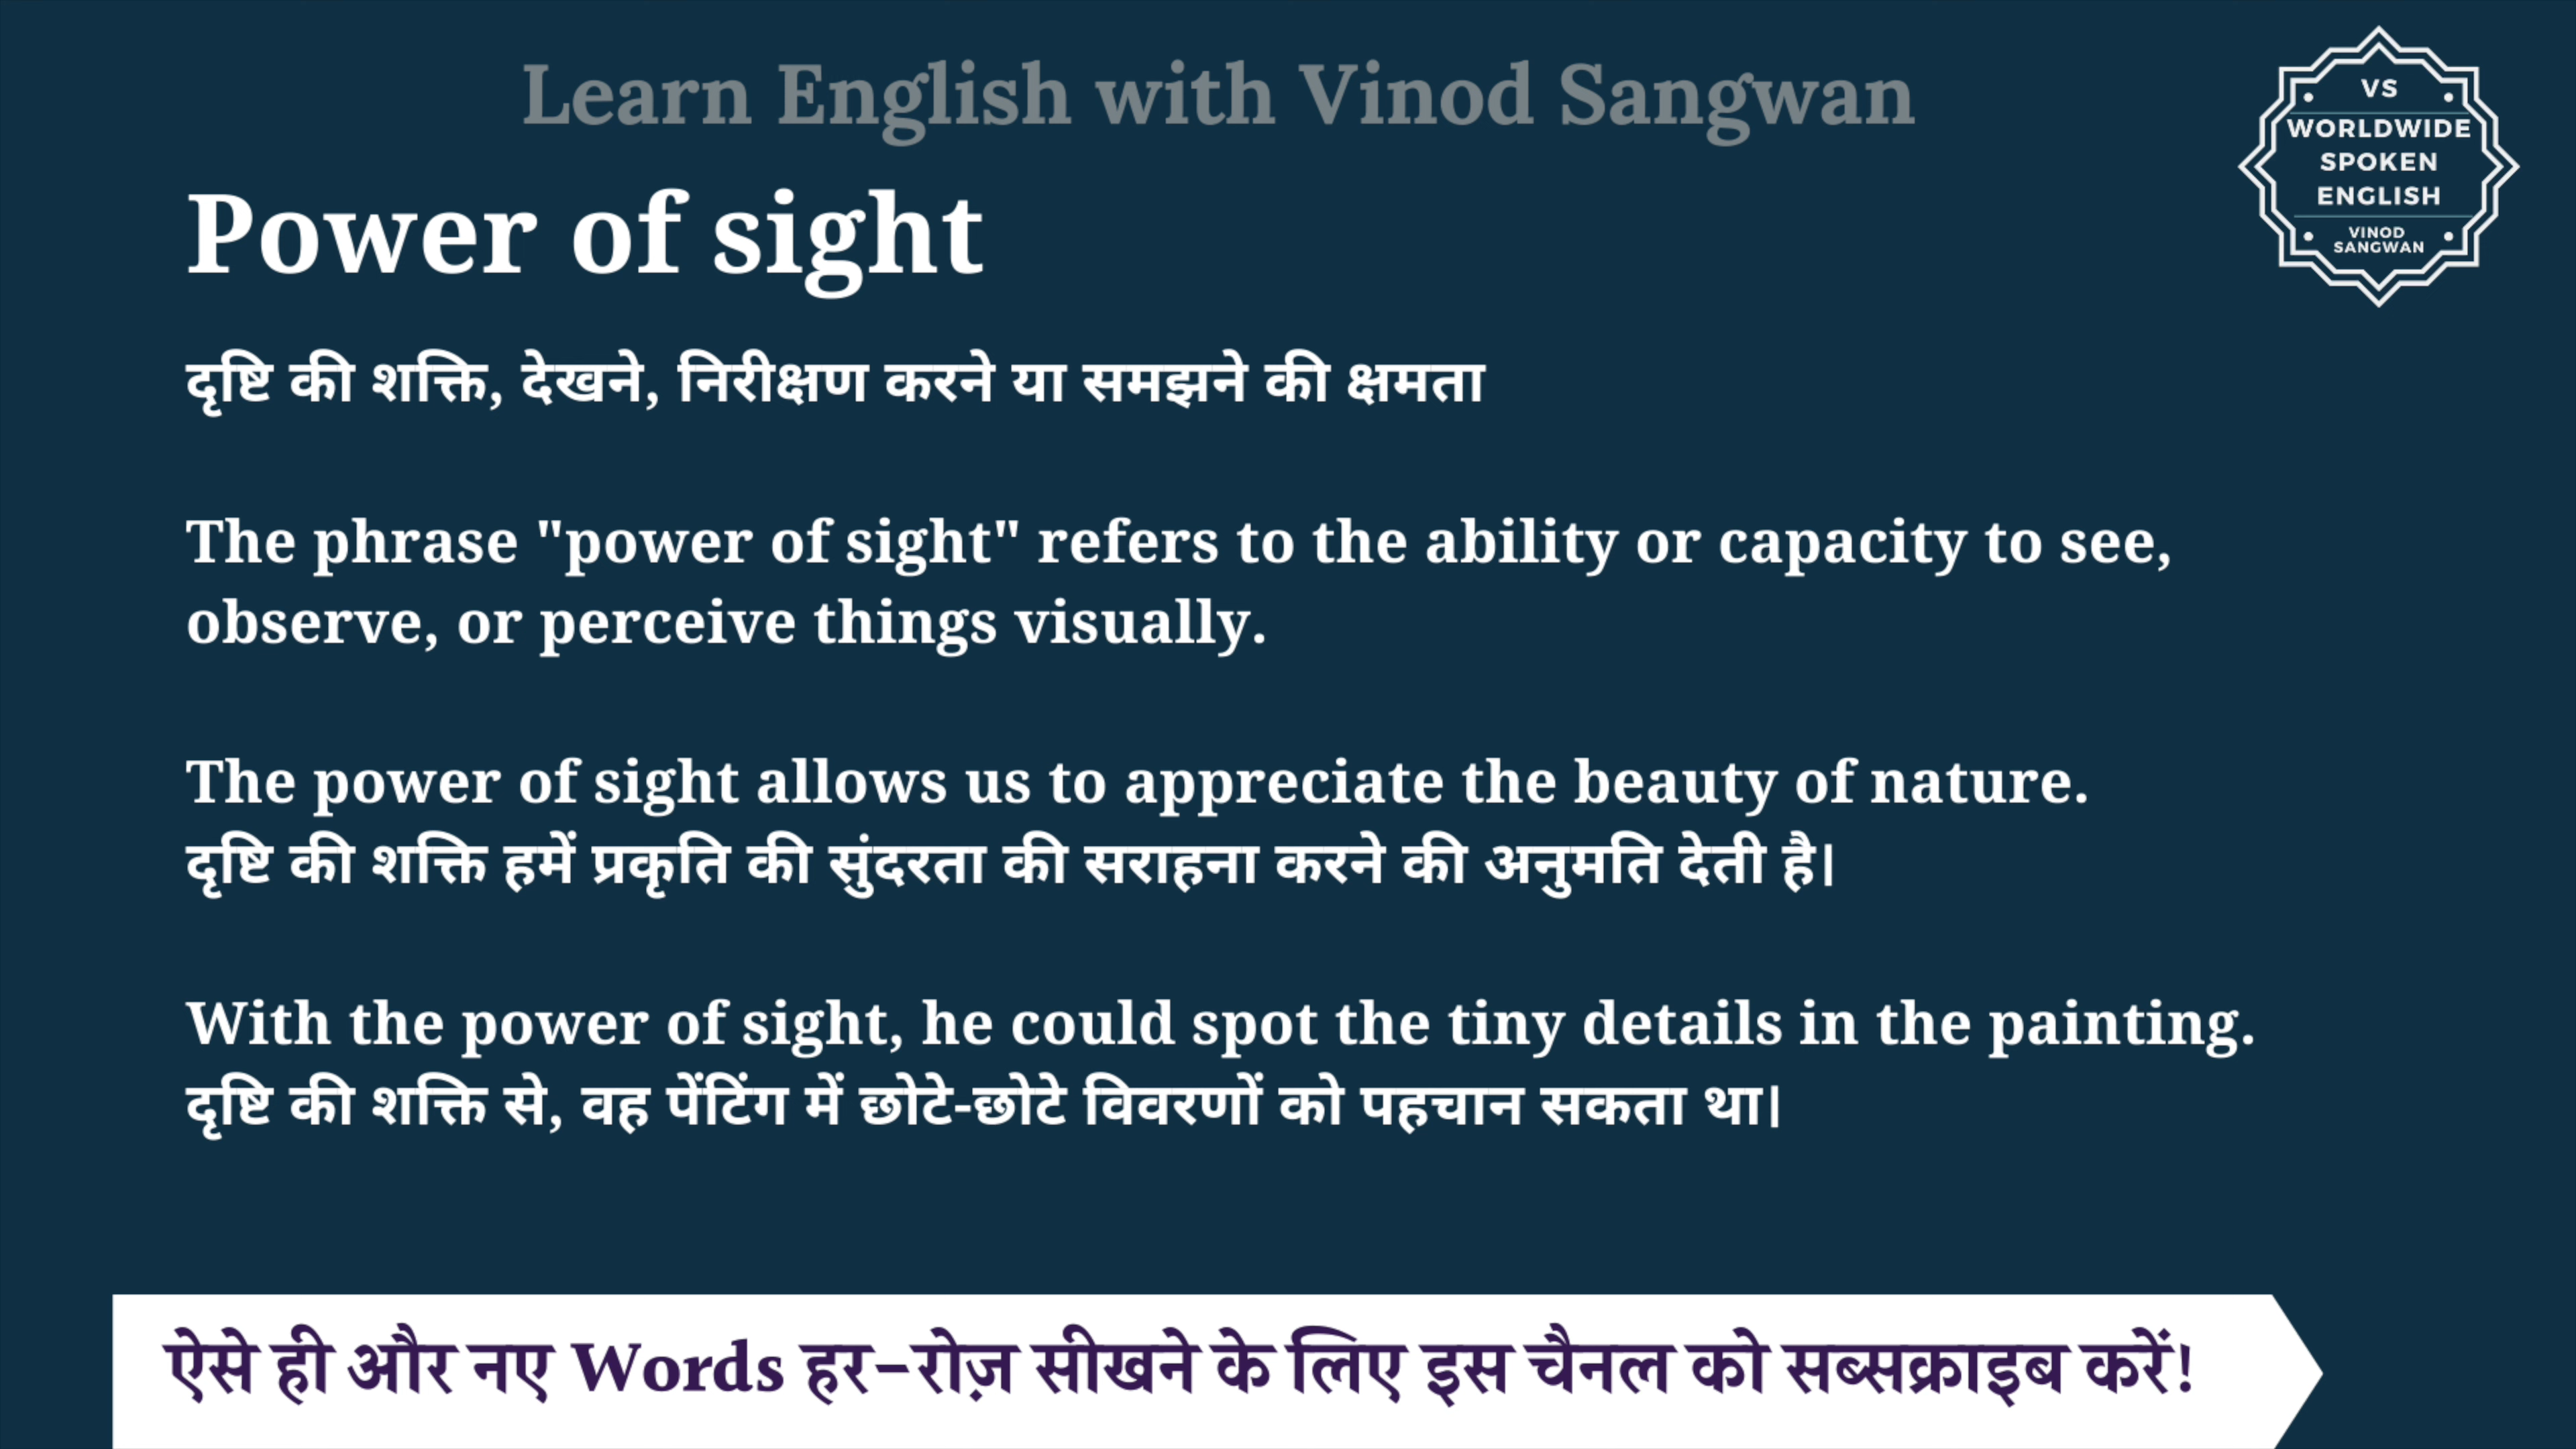 Learn English with Vinod Sangwan
VS
WORLDWIDE
SPOKEN
ENGLISH
VINOD
SANGWAN
Power of sight
दृष्टि की शक्ति, देखने, निरीक्षण करने या समझने की क्षमता
The phrase "power of sight" refers to the ability or capacity to see,
observe, or perceive things visually.
The power of sight allows us to appreciate the beauty of nature.
दृष्टि की शक्ति हमें प्रकृति की सुंदरता की सराहना करने की अनुमति देती है।
With the power of sight, he could spot the tiny details in the painting.
दृष्टि की शक्ति से, वह पेंटिंग में छोटे-छोटे विवरणों को पहचान सकता था।
ऐसे ही और नए Words हर-रोज़ सीखने के लिए इस चैनल को सब्सक्राइब करें!